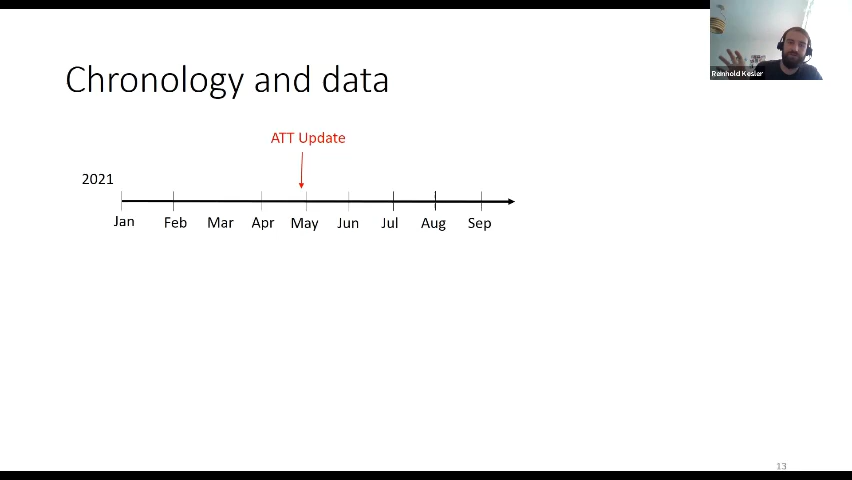 Reinhold Kesler
Chronology and data
ATT Update
2021
Jan Feb Mar Apr May Jun Jul Aug Sep
13